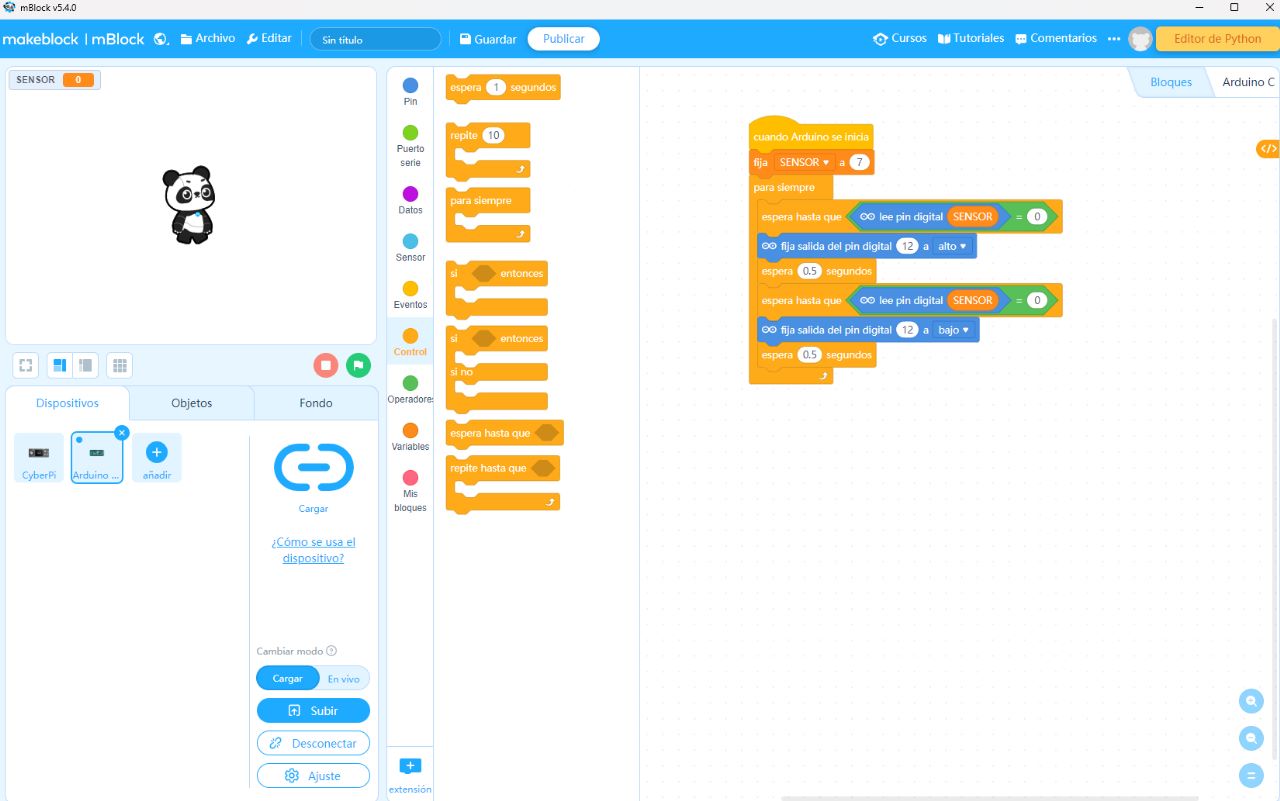 mBlock v5.4.0
makeblock | mBlock Archivo Editar Sin título Guardar Publicar Cursos Tutoriales Comentarios ••• Editor de Python
SENSOR 0
Pin
Puerto serie
Datos
Sensor
Eventos
Control
Operadores
Variables
Mis bloques
extensión
espera 1 segundos
repite 10
para siempre
si entonces
si entonces
si no
espera hasta que
repite hasta que
Bloques Arduino C
</>
cuando Arduino se inicia
fija SENSOR a 7
para siempre
espera hasta que lee pin digital SENSOR = 0
fija salida del pin digital 12 a alto
espera 0.5 segundos
espera hasta que lee pin digital SENSOR = 0
fija salida del pin digital 12 a bajo
espera 0.5 segundos
Dispositivos Objetos Fondo
CyberPi Arduino ... añadir
Cargar
¿Cómo se usa el
dispositivo?
Cambiar modo ?
Cargar En vivo
Subir
Desconectar
Ajuste